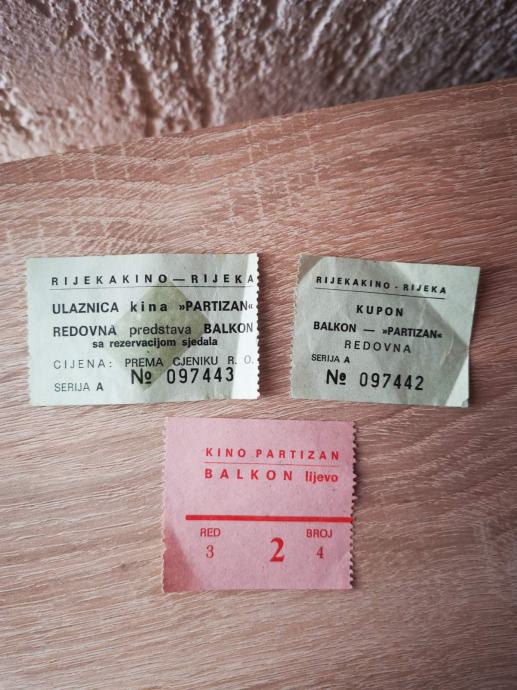 RIJEKAKINO — RIJEKA
ULAZNICA kina »PARTIZAN«
REDOVNA predstava BALKON
sa rezervacijom sjedala
CIJENA: PREMA CJENIKU R. O.
SERIJA A № 097443
RIJEKAKINO - RIJEKA
KUPON
BALKON — »PARTIZAN«
REDOVNA
SERIJA A
№ 097442
KINO PARTIZAN
BALKON lijevo
RED BROJ
3 2 4